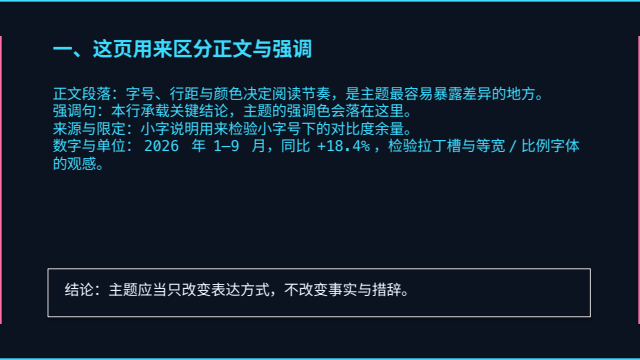 一、这页用来区分正文与强调
正文段落：字号、行距与颜色决定阅读节奏，是主题最容易暴露差异的地方。
强调句：本行承载关键结论，主题的强调色会落在这里。
来源与限定：小字说明用来检验小字号下的对比度余量。
数字与单位： 2026 年 1—9 月，同比 +18.4%，检验拉丁槽与等宽 / 比例字体
的观感。
结论：主题应当只改变表达方式，不改变事实与措辞。